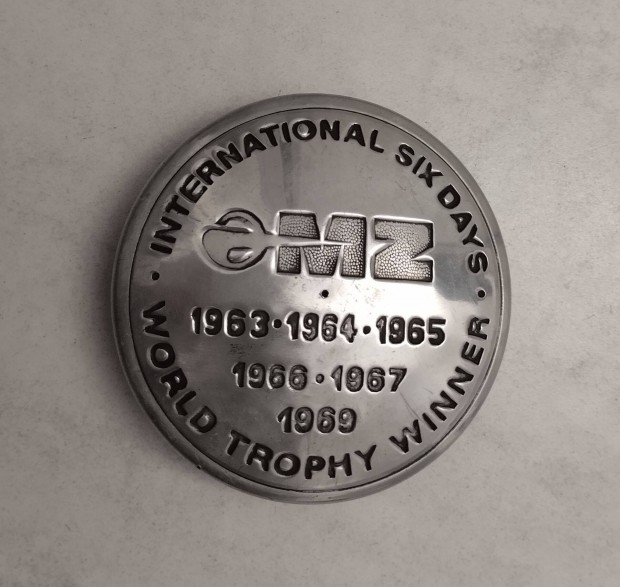 · INTERNATIONAL SIX DAYS ·
MZ
1963·1964·1965
1966·1967
1969
WORLD TROPHY WINNER